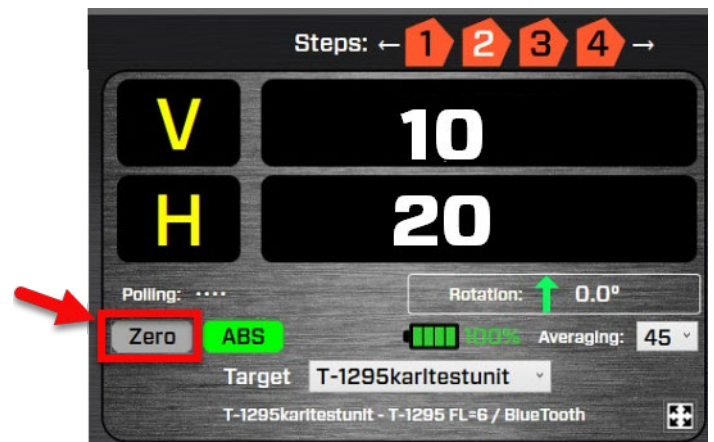 Steps: ← 1 2 3 4 →
V 10
H 20
Polling: ····
Rotation: ↑ 0.0°
Zero ABS 100% Averaging: 45
Target T-1295karltestunit
T-1295karltestunit - T-1295 FL=6 / BlueTooth